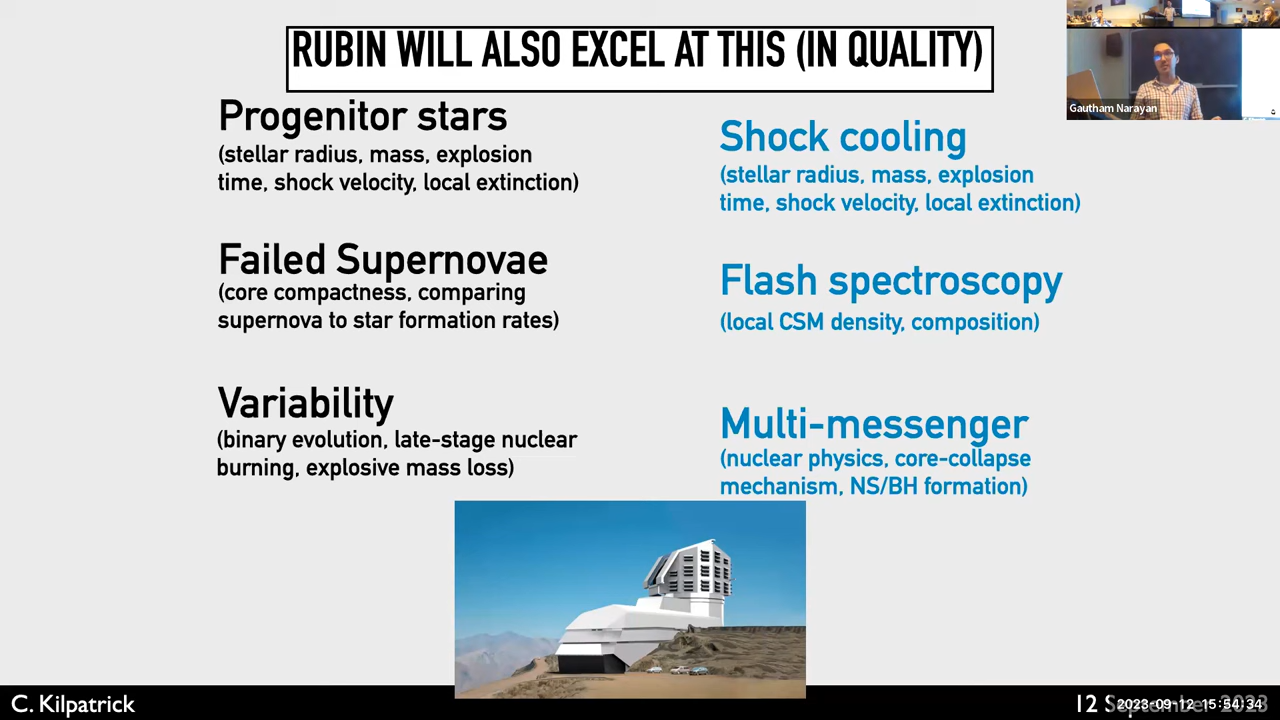 RUBIN WILL ALSO EXCEL AT THIS (IN QUALITY)
Gautham Narayan
Progenitor stars
(stellar radius, mass, explosion
time, shock velocity, local extinction)
Failed Supernovae
(core compactness, comparing
supernova to star formation rates)
Variability
(binary evolution, late-stage nuclear
burning, explosive mass loss)
Shock cooling
(stellar radius, mass, explosion
time, shock velocity, local extinction)
Flash spectroscopy
(local CSM density, composition)
Multi-messenger
(nuclear physics, core-collapse
mechanism, NS/BH formation)
C. Kilpatrick
12 September 2023
2023-09-12 15:54:34